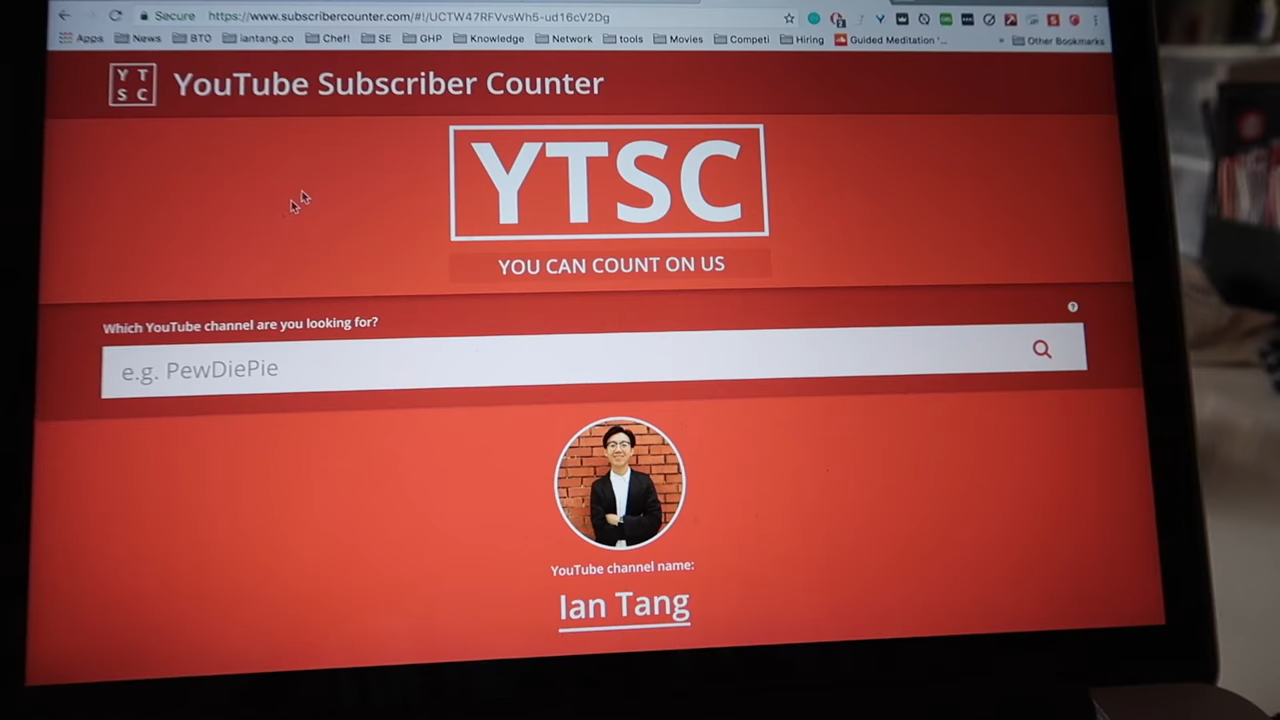 Secure https://www.subscribercounter.com/#!/UCTW47RFVvsWh5-ud16cV2Dg
Apps News BTO iantang.co Chef! SE GHP Knowledge Network tools Movies Competi Hiring Guided Meditation '... » Other Bookmarks
Y T
S C
YouTube Subscriber Counter
YTSC
YOU CAN COUNT ON US
Which YouTube channel are you looking for?
e.g. PewDiePie
YouTube channel name:
Ian Tang